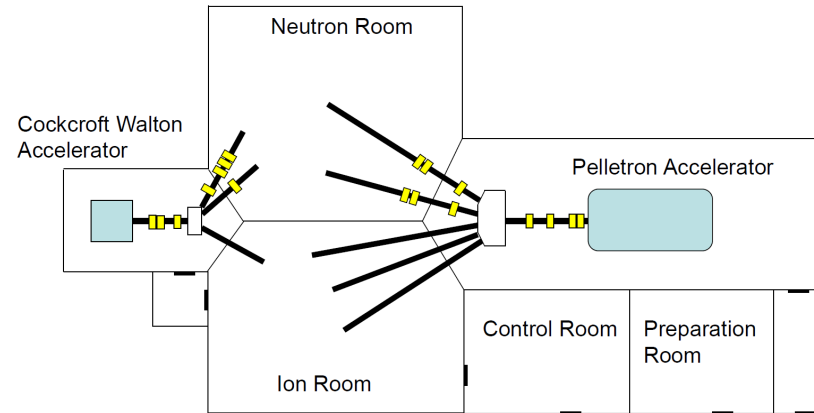 Neutron Room
Cockcroft Walton
Accelerator
Pelletron Accelerator
Control Room
Preparation
Room
Ion Room